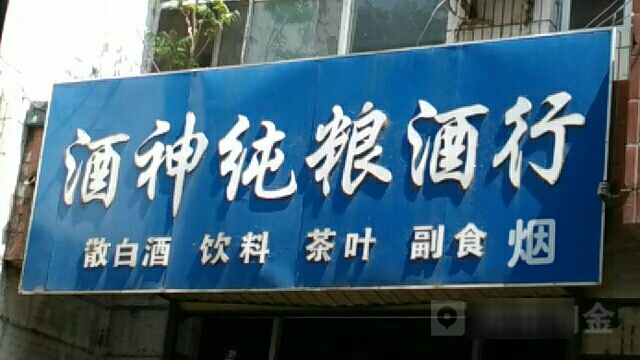 酒神纯粮酒行
散白酒 饮料 茶叶 副食 烟
金